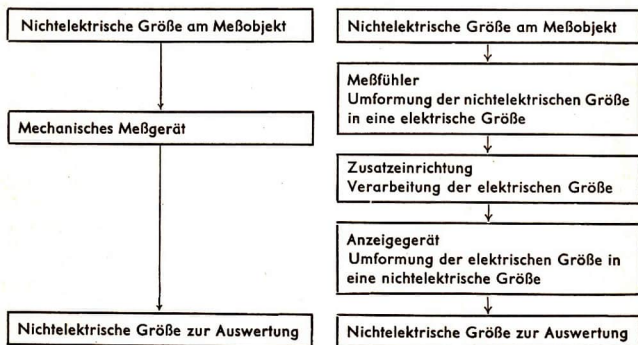 Nichtelektrische Größe am Meßobjekt
Mechanisches Meßgerät
Nichtelektrische Größe zur Auswertung
Nichtelektrische Größe am Meßobjekt
Meßfühler
Umformung der nichtelektrischen Größe
in eine elektrische Größe
Zusatzeinrichtung
Verarbeitung der elektrischen Größe
Anzeigegerät
Umformung der elektrischen Größe in
eine nichtelektrische Größe
Nichtelektrische Größe zur Auswertung